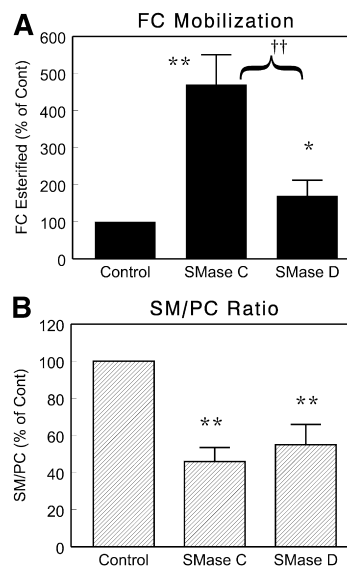 A
FC Mobilization
FC Esterified (% of Cont)
600
500
400
300
200
100
0
**
††
*
Control
SMase C
SMase D
B
SM/PC Ratio
SM/PC (% of Cont)
120
100
80
60
40
20
0
**
**
Control
SMase C
SMase D